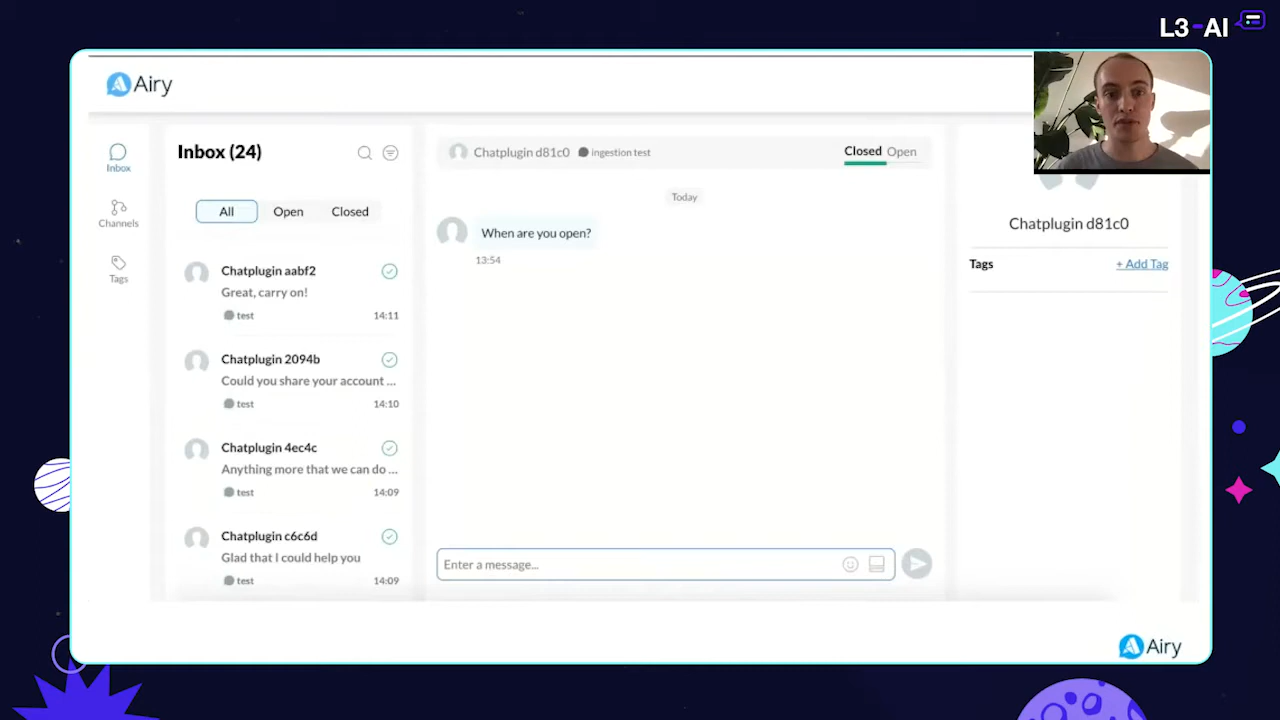 L3-AI
Airy
Inbox
Channels
Tags
Inbox (24)
All Open Closed
Chatplugin aabf2
Great, carry on!
test 14:11
Chatplugin 2094b
Could you share your account ...
test 14:10
Chatplugin 4ec4c
Anything more that we can do ...
test 14:09
Chatplugin c6c6d
Glad that I could help you
test 14:09
Chatplugin d81c0 ingestion test Closed Open
Today
When are you open?
13:54
Enter a message...
Chatplugin d81c0
Tags + Add Tag
Airy